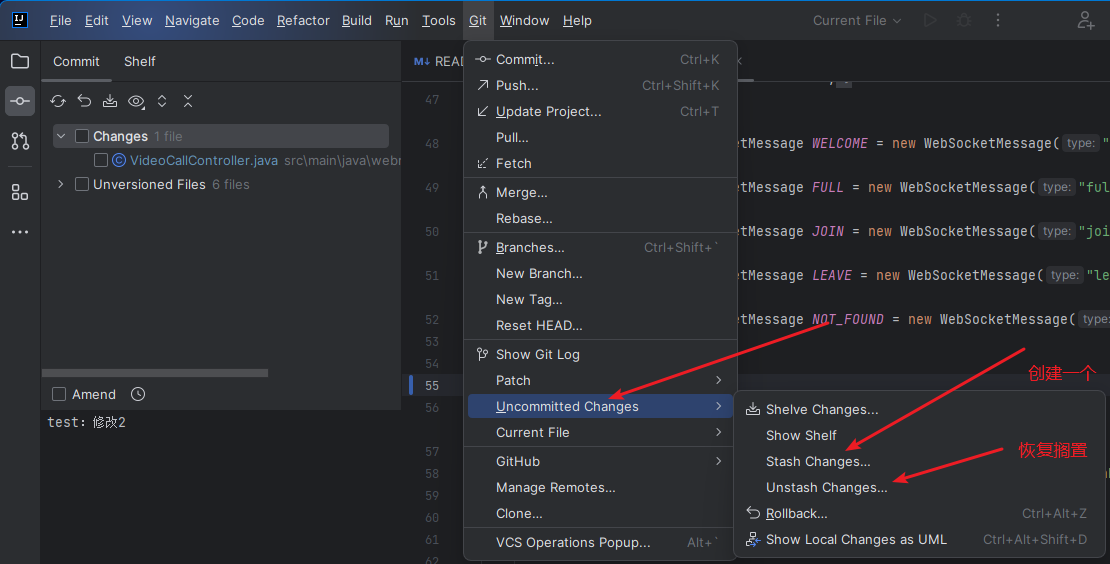 IJ
File Edit View Navigate Code Refactor Build Run Tools Git Window Help Current File
Commit Shelf
Changes 1 file
VideoCallController.java src\main\java\webr
Unversioned Files 6 files
Amend
test：修改2
M↓ READ
Commit... Ctrl+K
Push... Ctrl+Shift+K
Update Project... Ctrl+T
Pull...
Fetch
Merge...
Rebase...
Branches... Ctrl+Shift+`
New Branch...
New Tag...
Reset HEAD...
Show Git Log
Patch
Uncommitted Changes
Current File
GitHub
Manage Remotes...
Clone...
VCS Operations Popup... Alt+`
47
48 etMessage WELCOME = new WebSocketMessage( type: "
49 etMessage FULL = new WebSocketMessage( type: "ful
50 etMessage JOIN = new WebSocketMessage( type: "joi
51 etMessage LEAVE = new WebSocketMessage( type: "le
52 etMessage NOT_FOUND = new WebSocketMessage( type:
53
54
55
56
57
58
59
60
61
62
创建一个
恢复搁置
Shelve Changes...
Show Shelf
Stash Changes...
Unstash Changes...
Rollback... Ctrl+Alt+Z
Show Local Changes as UML Ctrl+Alt+Shift+D